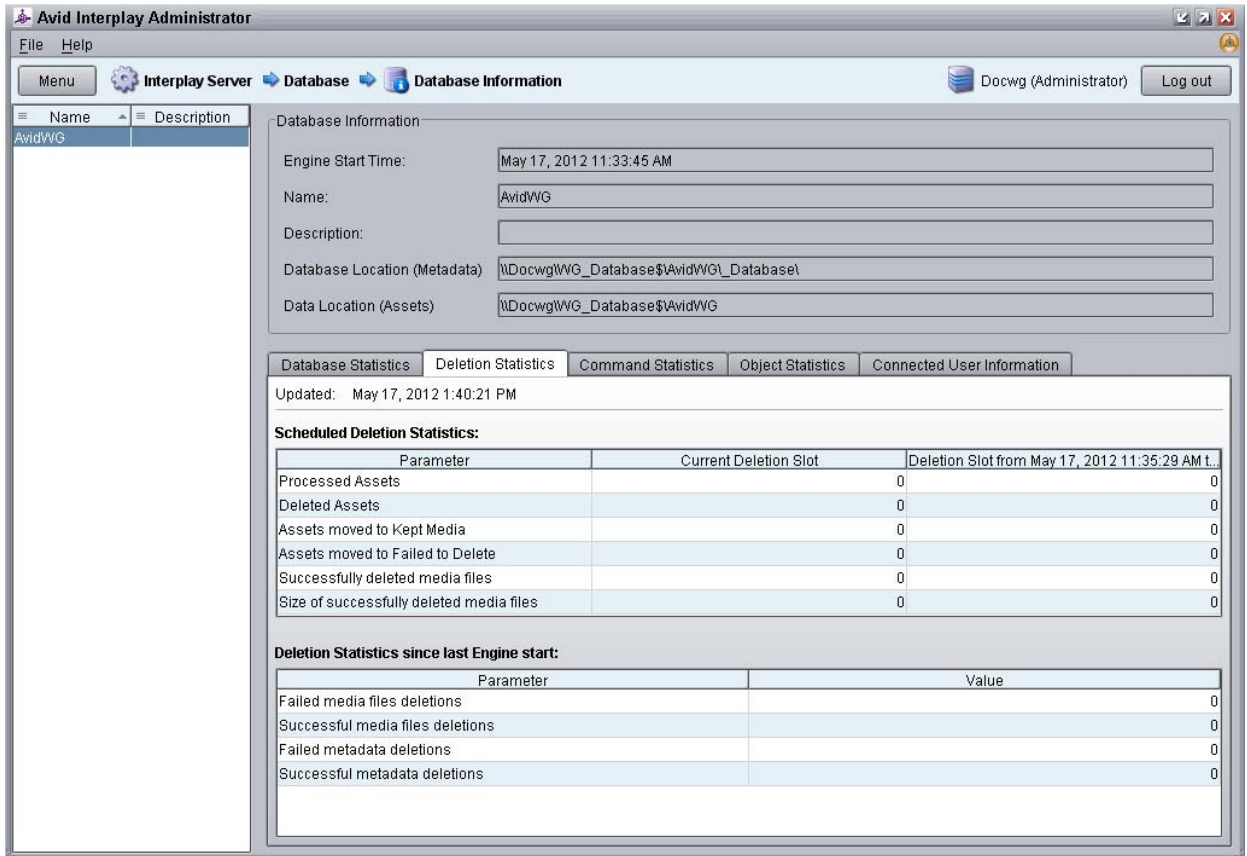 Avid Interplay Administrator
File Help
Menu Interplay Server Database Database Information Docwg (Administrator) Log out
Name Description
AvidWG
Database Information
Engine Start Time: May 17, 2012 11:33:45 AM
Name: AvidWG
Description:
Database Location (Metadata) \\Docwg\WG_Database$\AvidWG\_Database\
Data Location (Assets) \\Docwg\WG_Database$\AvidWG
Database Statistics Deletion Statistics Command Statistics Object Statistics Connected User Information
Updated: May 17, 2012 1:40:21 PM
Scheduled Deletion Statistics:
Parameter Current Deletion Slot Deletion Slot from May 17, 2012 11:35:29 AM t...
Processed Assets 0 0
Deleted Assets 0 0
Assets moved to Kept Media 0 0
Assets moved to Failed to Delete 0 0
Successfully deleted media files 0 0
Size of successfully deleted media files 0 0
Deletion Statistics since last Engine start:
Parameter Value
Failed media files deletions 0
Successful media files deletions 0
Failed metadata deletions 0
Successful metadata deletions 0